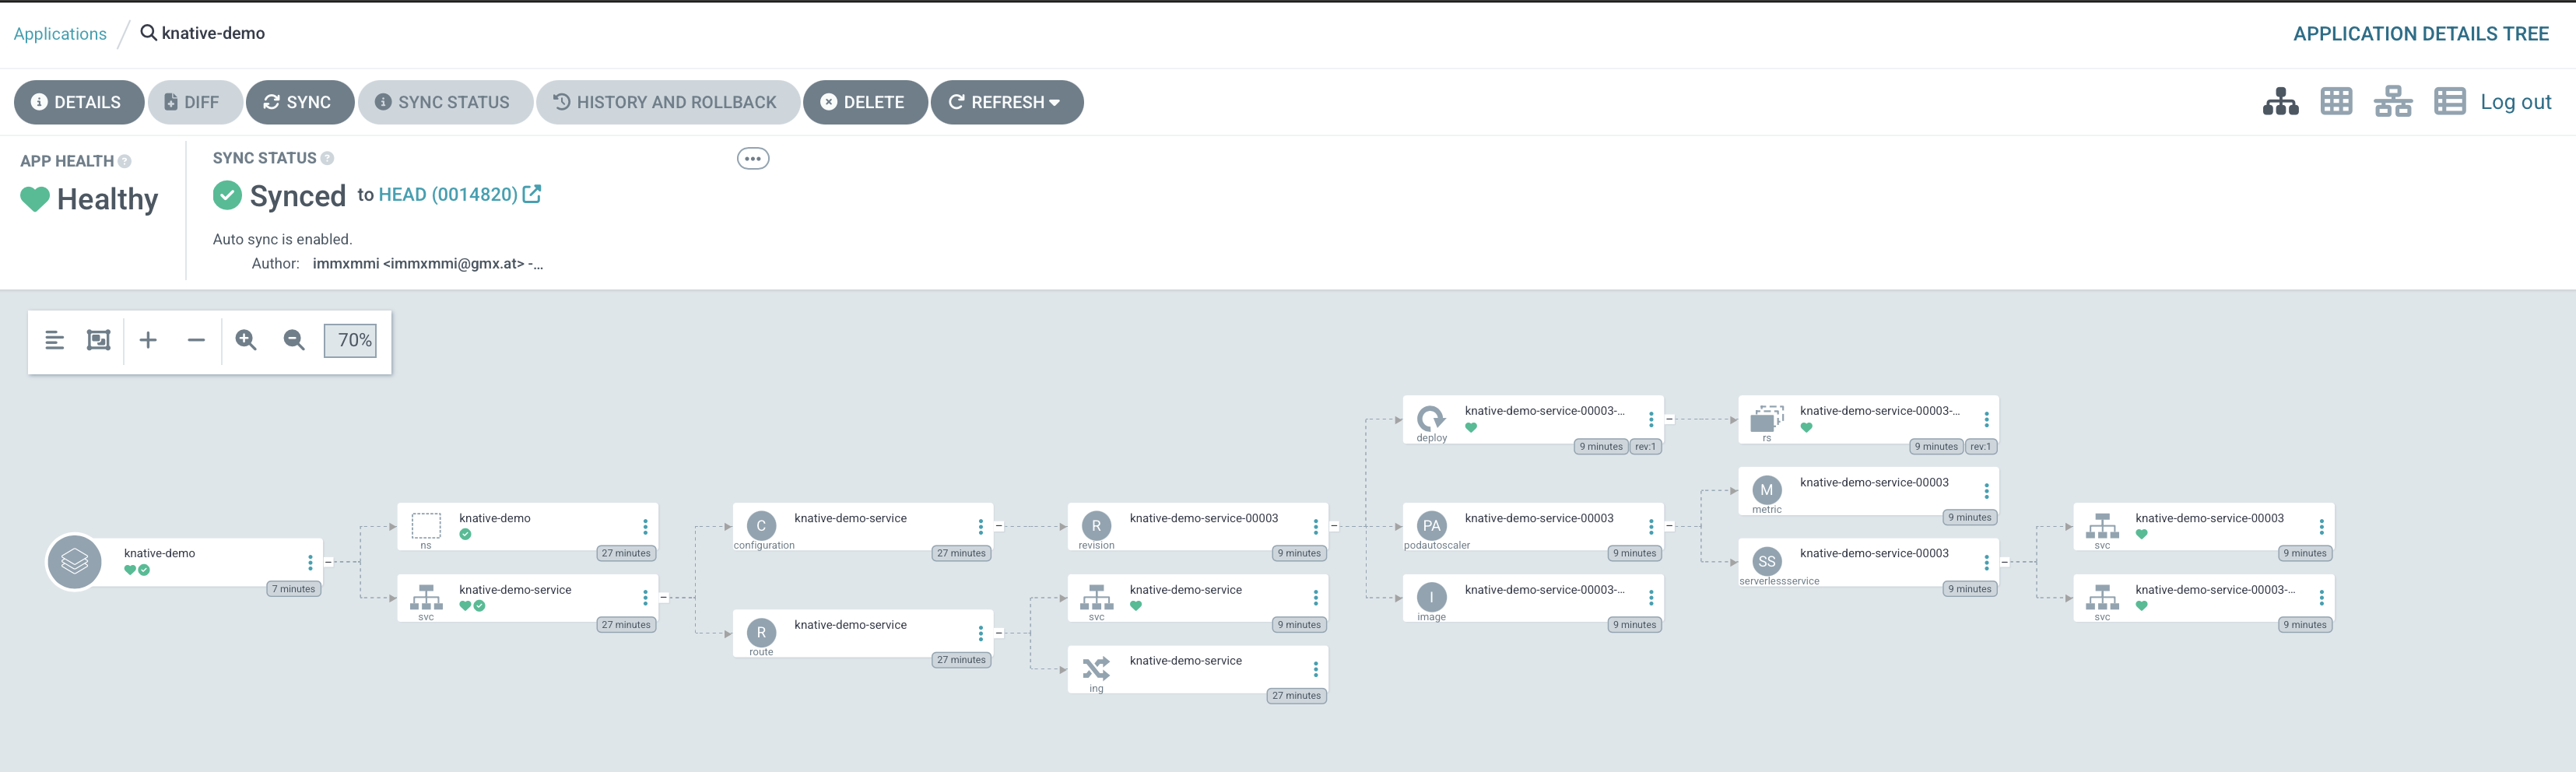 Applications / knative-demo
APPLICATION DETAILS TREE
DETAILS
DIFF
SYNC
SYNC STATUS
HISTORY AND ROLLBACK
DELETE
REFRESH
Log out
APP HEALTH
Healthy
SYNC STATUS
Synced to HEAD (0014820)
Auto sync is enabled.
Author: immxmmi <immxmmi@gmx.at> -...
70%
knative-demo
7 minutes
knative-demo
ns
27 minutes
knative-demo-service
svc
27 minutes
C
knative-demo-service
configuration
27 minutes
R
knative-demo-service
route
27 minutes
R
knative-demo-service-00003
revision
9 minutes
knative-demo-service
svc
9 minutes
knative-demo-service
ing
27 minutes
knative-demo-service-00003-...
deploy
9 minutes
rev:1
PA
knative-demo-service-00003
podautoscaler
9 minutes
I
knative-demo-service-00003-...
image
9 minutes
knative-demo-service-00003-...
rs
9 minutes
rev:1
M
knative-demo-service-00003
metric
9 minutes
SS
knative-demo-service-00003
serverlessservice
9 minutes
knative-demo-service-00003
svc
9 minutes
knative-demo-service-00003-...
svc
9 minutes